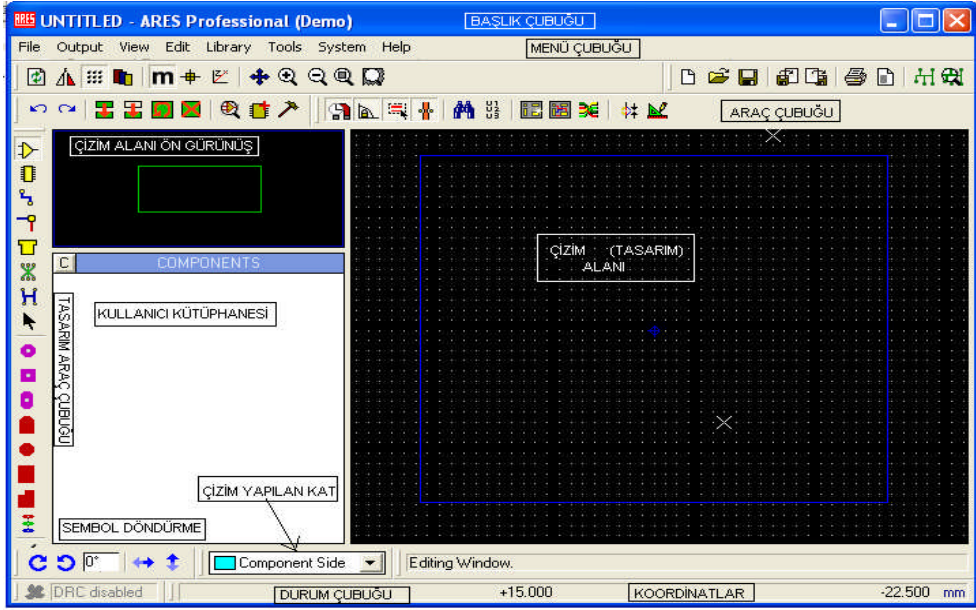 ARES UNTITLED - ARES Professional (Demo) BAŞLIK ÇUBUĞU
File Output View Edit Library Tools System Help MENÜ ÇUBUĞU
m
ARAÇ ÇUBUĞU
ÇİZİM ALANI ÖN GÜRÜNÜŞ
ÇİZİM (TASARIM)
ALANI
C COMPONENTS
KULLANICI KÜTÜPHANESİ
TASARIM ARAÇ ÇUBUĞU
ÇİZİM YAPILAN KAT
SEMBOL DÖNDÜRME
0° Component Side Editing Window.
DRC disabled DURUM ÇUBUĞU +15.000 KOORDİNATLAR -22.500 mm